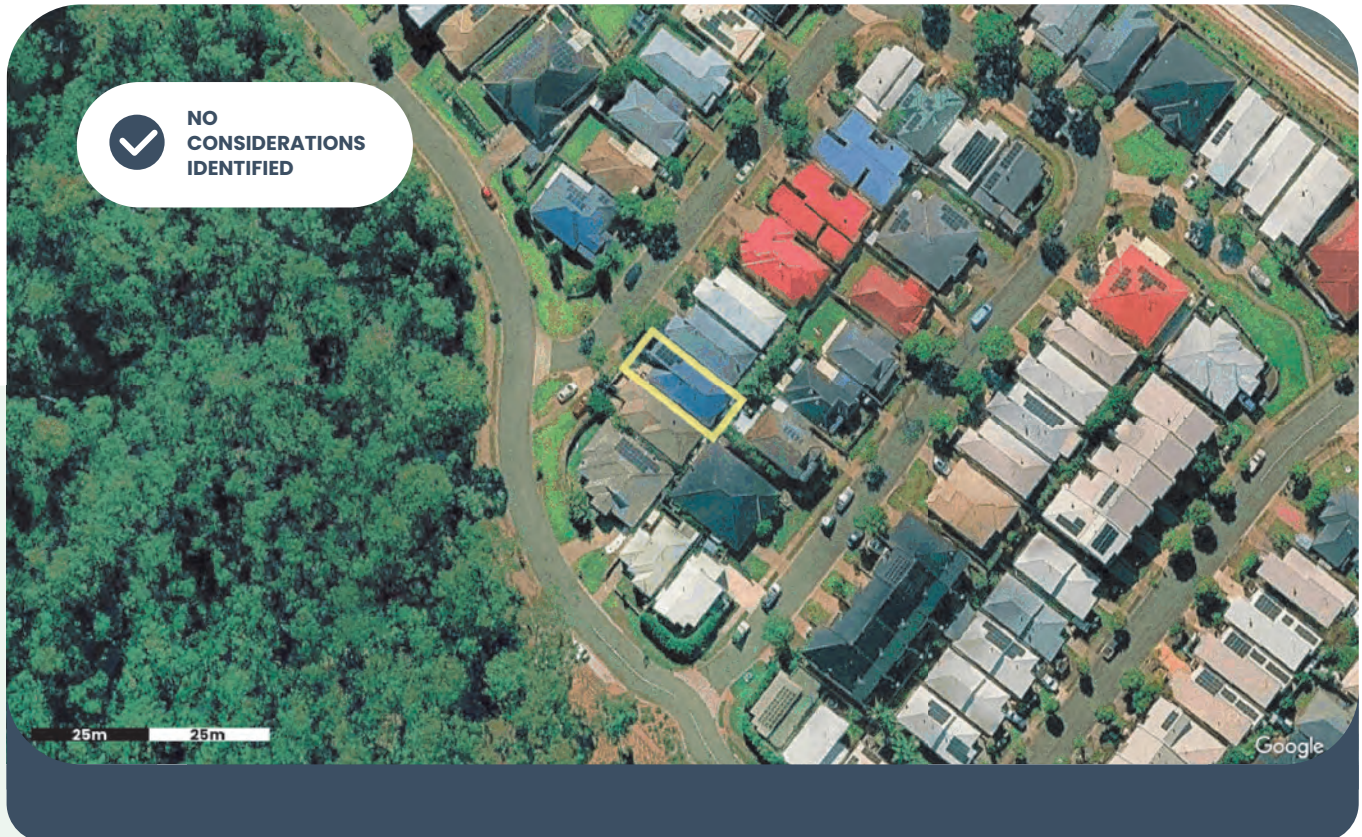 NO
CONSIDERATIONS
IDENTIFIED
25m 25m
Google